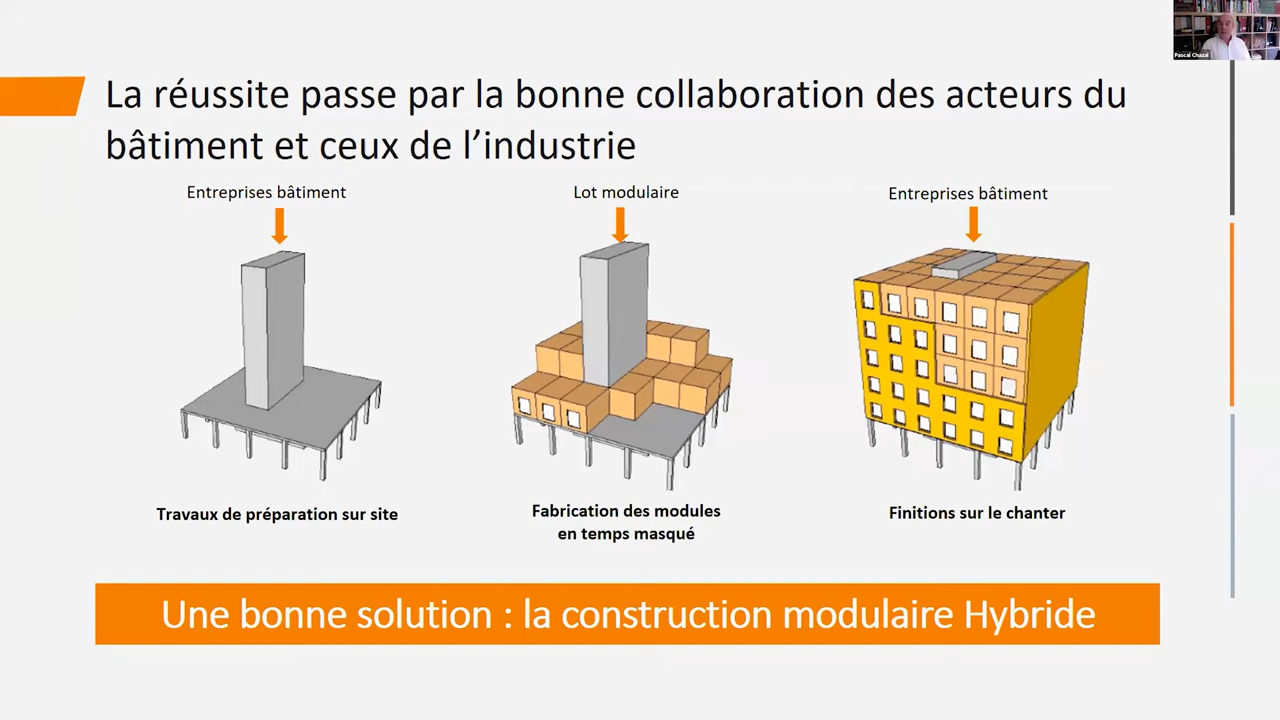 Pascal Chazal
La réussite passe par la bonne collaboration des acteurs du
bâtiment et ceux de l’industrie
Entreprises bâtiment
Lot modulaire
Entreprises bâtiment
Travaux de préparation sur site
Fabrication des modules
en temps masqué
Finitions sur le chanter
Une bonne solution : la construction modulaire Hybride